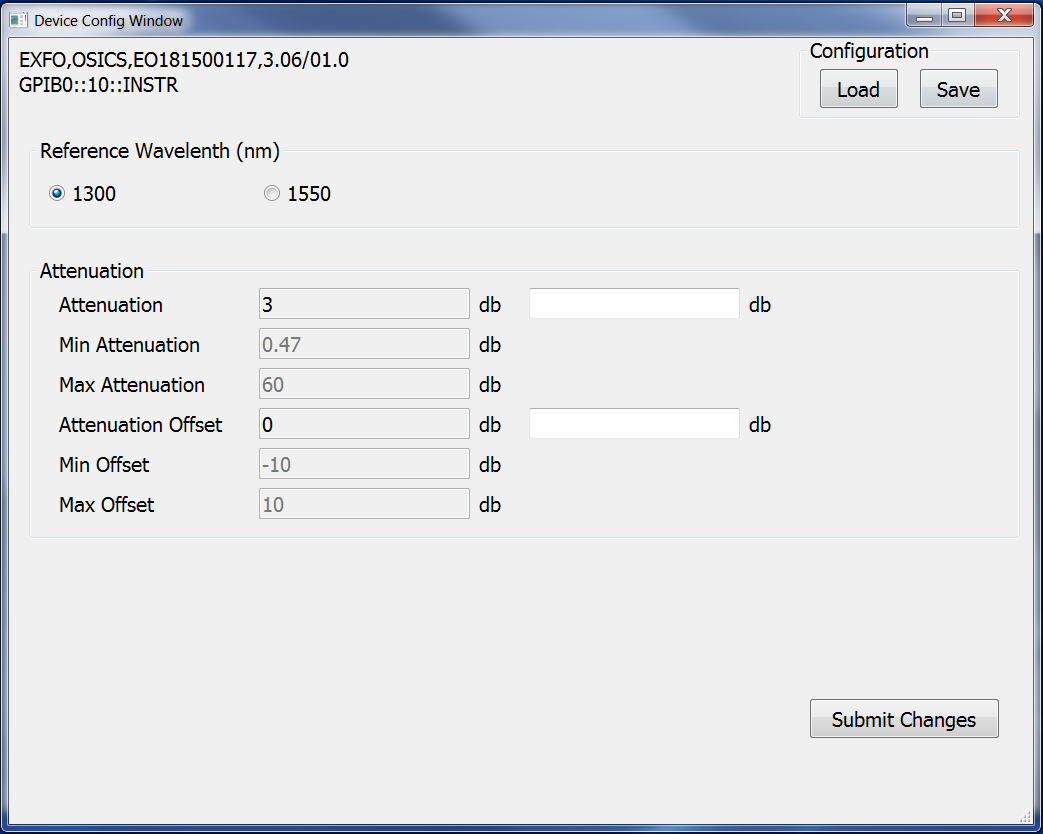 Device Config Window
EXFO,OSICS,EO181500117,3.06/01.0
GPIB0::10::INSTR
Configuration
Load Save
Reference Wavelenth (nm)
1300 1550
Attenuation
Attenuation 3 db db
Min Attenuation 0.47 db
Max Attenuation 60 db
Attenuation Offset 0 db db
Min Offset -10 db
Max Offset 10 db
Submit Changes